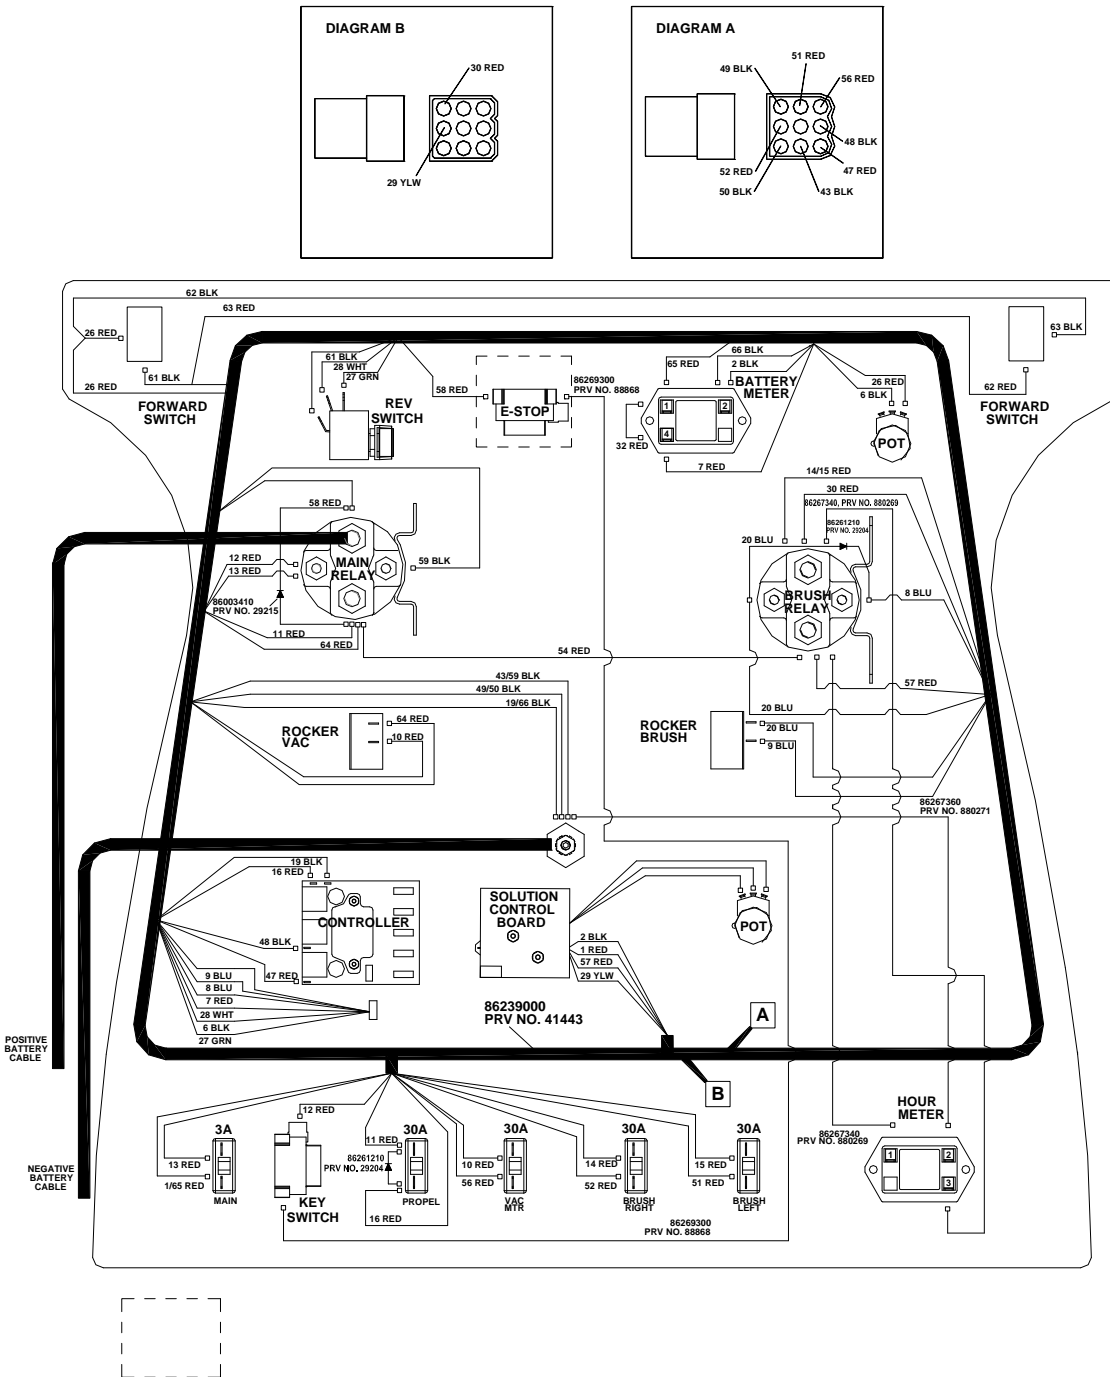 DIAGRAM B
30 RED
29 YLW
DIAGRAM A
51 RED
49 BLK
56 RED
48 BLK
52 RED
47 RED
50 BLK
43 BLK
62 BLK
63 RED
26 RED
63 BLK
61 BLK
26 RED
FORWARD
SWITCH
61 BLK
28 WHT
27 GRN
REV
SWITCH
58 RED
E-STOP
86269300
PRV NO. 88868
66 BLK
65 RED
2 BLK
BATTERY
METER
1
2
4
32 RED
7 RED
26 RED
6 BLK
POT
62 RED
FORWARD
SWITCH
14/15 RED
30 RED
86267340, PRV NO. 880269
86261210
PRV NO. 29204
20 BLU
58 RED
12 RED
13 RED
MAIN
RELAY
59 BLK
86003410
PRV NO. 29215
11 RED
64 RED
BRUSH
RELAY
8 BLU
54 RED
57 RED
43/59 BLK
49/50 BLK
19/66 BLK
20 BLU
ROCKER
VAC
64 RED
10 RED
ROCKER
BRUSH
20 BLU
9 BLU
86267360
PRV NO. 880271
19 BLK
16 RED
CONTROLLER
48 BLK
47 RED
9 BLU
8 BLU
7 RED
28 WHT
6 BLK
27 GRN
SOLUTION
CONTROL
BOARD
POT
2 BLK
1 RED
57 RED
29 YLW
86239000
PRV NO. 41443
A
B
POSITIVE
BATTERY
CABLE
NEGATIVE
BATTERY
CABLE
12 RED
3A
13 RED
1/65 RED
MAIN
KEY
SWITCH
11 RED
30A
86261210
PRV NO. 29204
PROPEL
16 RED
30A
10 RED
56 RED
VAC
MTR
30A
14 RED
52 RED
BRUSH
RIGHT
30A
15 RED
51 RED
BRUSH
LEFT
86269300
PRV NO. 88868
HOUR
METER
86267340
PRV NO. 880269
1
2
3